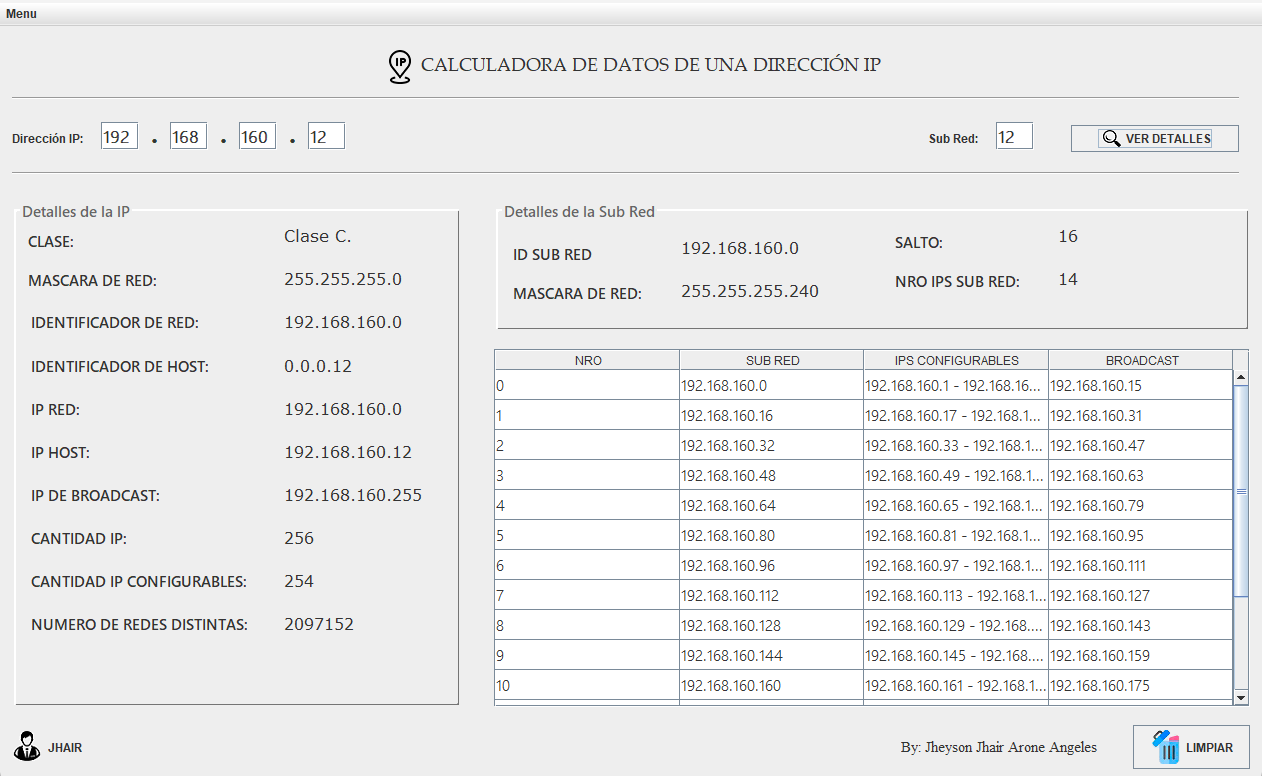 Menu
IP CALCULADORA DE DATOS DE UNA DIRECCIÓN IP
Dirección IP: 192 . 168 . 160 . 12 Sub Red: 12 VER DETALLES
Detalles de la IP
CLASE: Clase C.
MASCARA DE RED: 255.255.255.0
IDENTIFICADOR DE RED: 192.168.160.0
IDENTIFICADOR DE HOST: 0.0.0.12
IP RED: 192.168.160.0
IP HOST: 192.168.160.12
IP DE BROADCAST: 192.168.160.255
CANTIDAD IP: 256
CANTIDAD IP CONFIGURABLES: 254
NUMERO DE REDES DISTINTAS: 2097152
Detalles de la Sub Red
ID SUB RED 192.168.160.0 SALTO: 16
MASCARA DE RED: 255.255.255.240 NRO IPS SUB RED: 14
NRO SUB RED IPS CONFIGURABLES BROADCAST
0 192.168.160.0 192.168.160.1 - 192.168.16... 192.168.160.15
1 192.168.160.16 192.168.160.17 - 192.168.1... 192.168.160.31
2 192.168.160.32 192.168.160.33 - 192.168.1... 192.168.160.47
3 192.168.160.48 192.168.160.49 - 192.168.1... 192.168.160.63
4 192.168.160.64 192.168.160.65 - 192.168.1... 192.168.160.79
5 192.168.160.80 192.168.160.81 - 192.168.1... 192.168.160.95
6 192.168.160.96 192.168.160.97 - 192.168.1... 192.168.160.111
7 192.168.160.112 192.168.160.113 - 192.168.1... 192.168.160.127
8 192.168.160.128 192.168.160.129 - 192.168.... 192.168.160.143
9 192.168.160.144 192.168.160.145 - 192.168.... 192.168.160.159
10 192.168.160.160 192.168.160.161 - 192.168.1... 192.168.160.175
JHAIR By: Jheyson Jhair Arone Angeles LIMPIAR